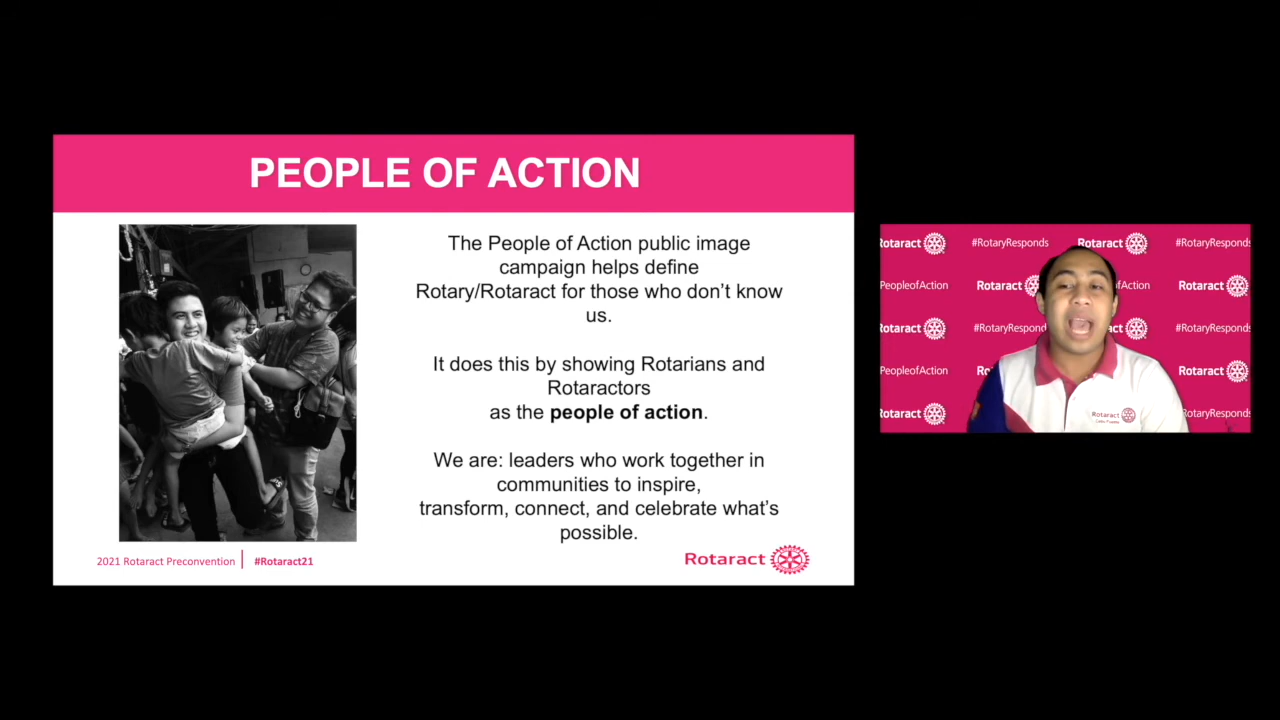 PEOPLE OF ACTION
The People of Action public image
campaign helps define
Rotary/Rotaract for those who don't know
us.
It does this by showing Rotarians and
Rotaractors
as the people of action.
We are: leaders who work together in
communities to inspire,
transform, connect, and celebrate what's
possible.
2021 Rotaract Preconvention | #Rotaract21
Rotaract
Rotaract #RotaryResponds Rotaract #RotaryResponds
PeopleofAction Rotaract fAction Rotaract
Rotaract #RotaryRespond act #RotaryResponds
PeopleofAction Ro Rotaract
Rotaract RotaryResponds
Rotaract